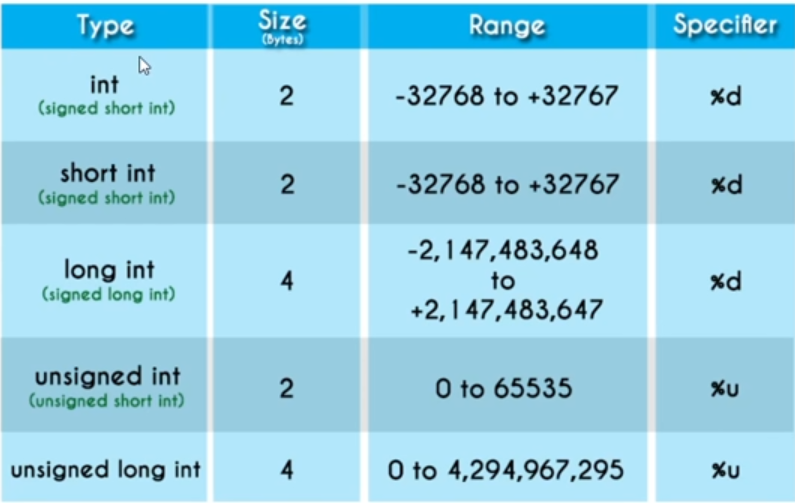 Type Size Range Specifier
(Bytes)
int 2 -32768 to +32767 %d
(signed short int)
short int 2 -32768 to +32767 %d
(signed short int)
long int 4 -2,147,483,648 %d
(signed long int) to
+2,147,483,647
unsigned int 2 0 to 65535 %u
(unsigned short int)
unsigned long int 4 0 to 4,294,967,295 %u